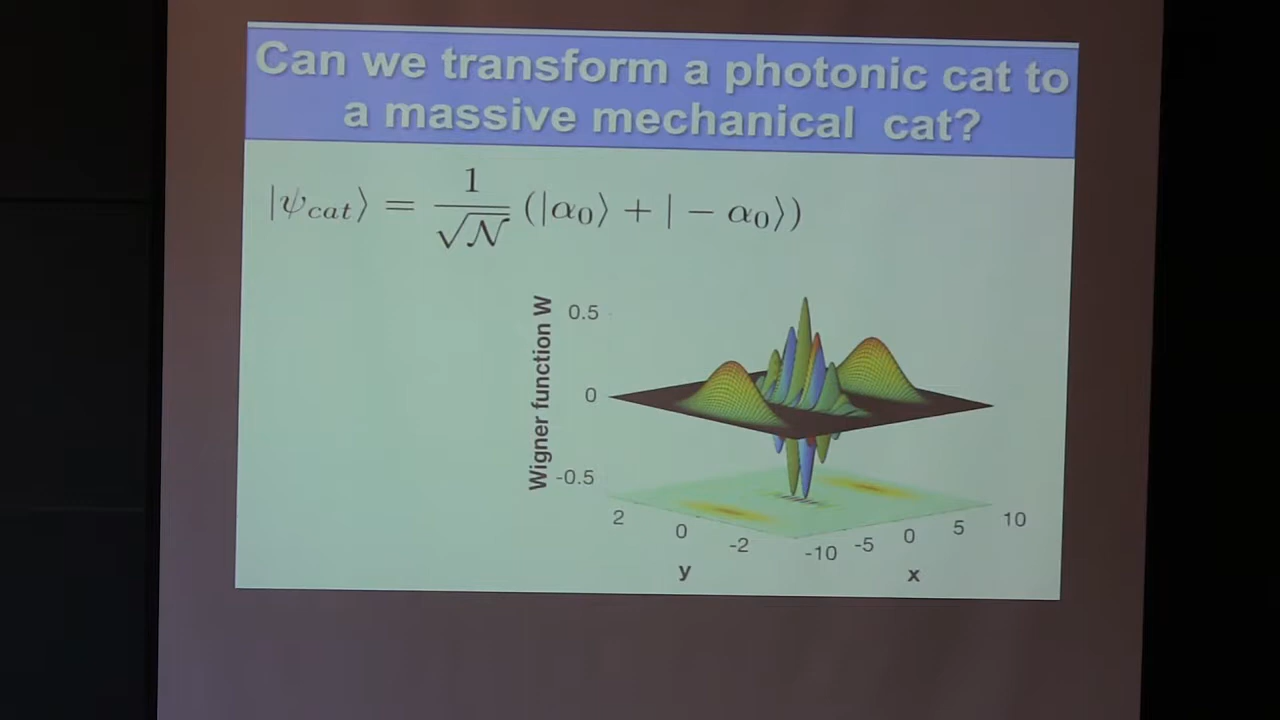 Can we transform a photonic cat to
a massive mechanical cat?
|ψ_cat⟩ = 1/√𝒩 (|α₀⟩ + |− α₀⟩)
Wigner function W
0.5
0
-0.5
2
0
-2
y
-10
-5
0
5
10
x